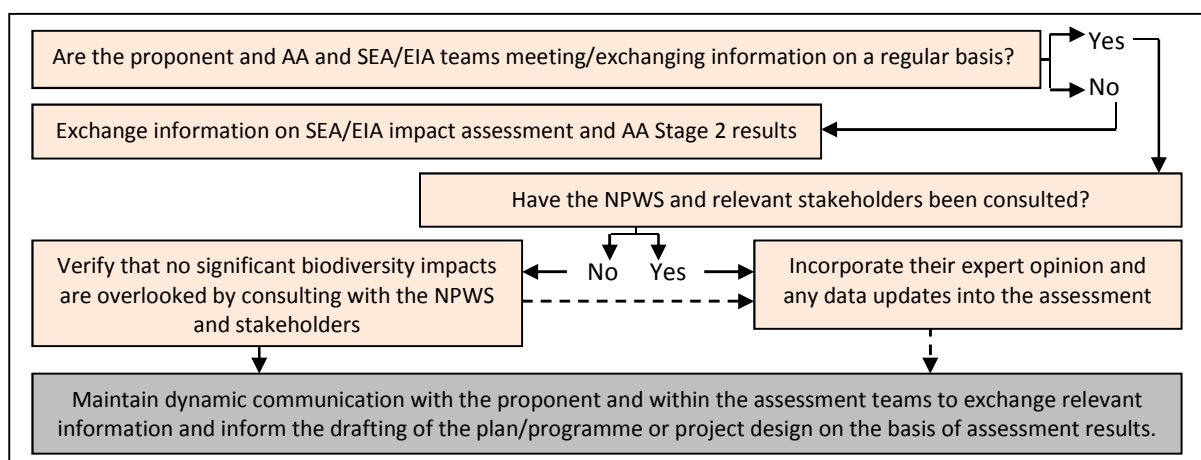 Are the proponent and AA and SEA/EIA teams meeting/exchanging information on a regular basis?
Yes
No
Exchange information on SEA/EIA impact assessment and AA Stage 2 results
Have the NPWS and relevant stakeholders been consulted?
No
Yes
Verify that no significant biodiversity impacts
are overlooked by consulting with the NPWS
and stakeholders
Incorporate their expert opinion and
any data updates into the assessment
Maintain dynamic communication with the proponent and within the assessment teams to exchange relevant
information and inform the drafting of the plan/programme or project design on the basis of assessment results.